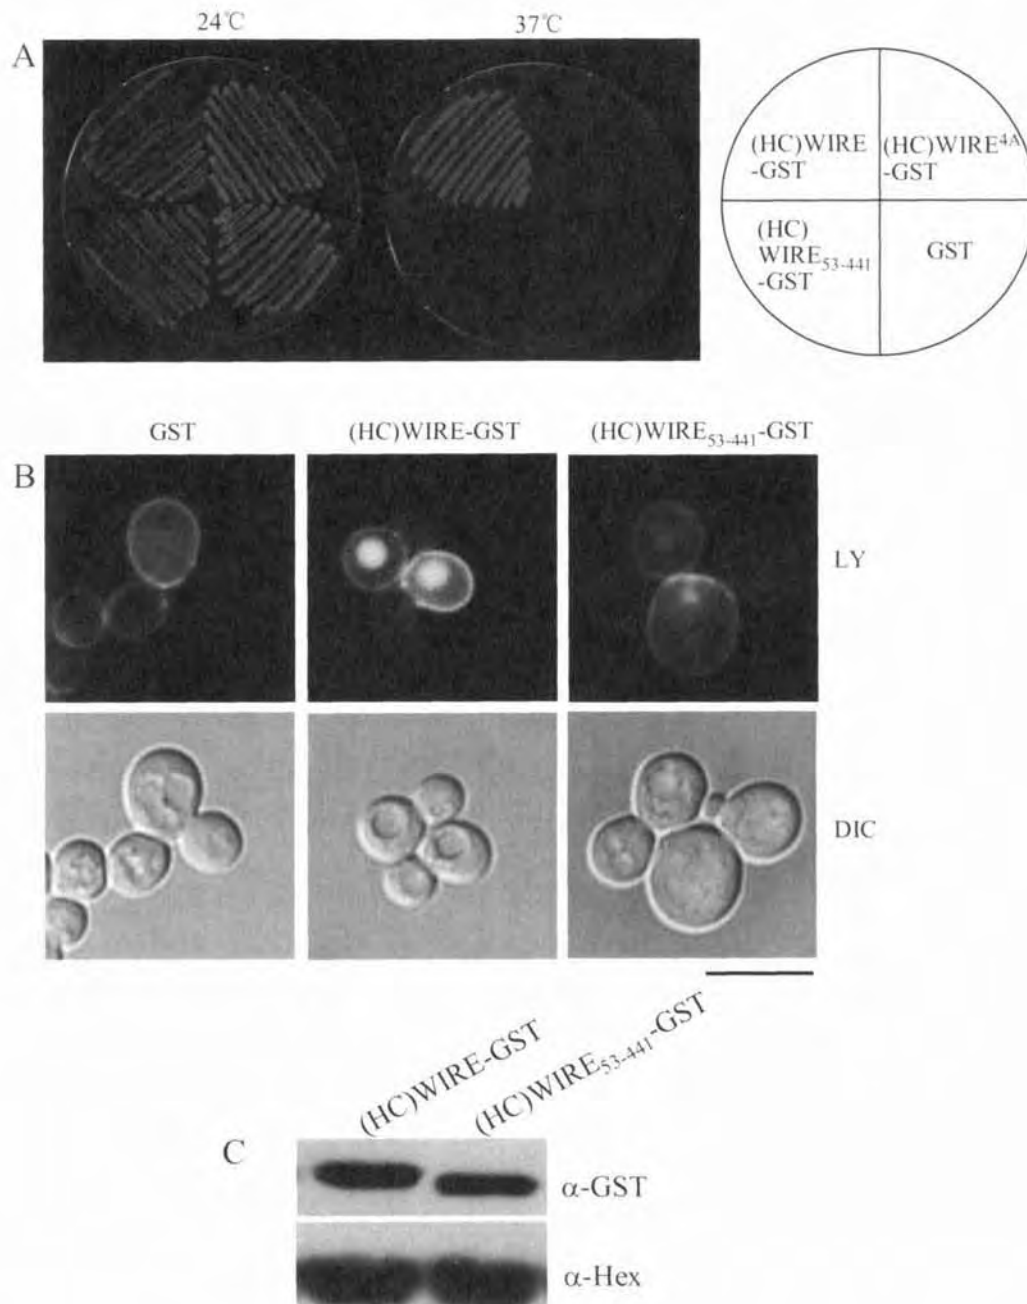 24℃ 37℃
A
(HC)WIRE
-GST
(HC)WIRE4A
-GST
(HC)
WIRE53-441
-GST
GST
GST (HC)WIRE-GST (HC)WIRE53-441-GST
B
LY
DIC
(HC)WIRE-GST
(HC)WIRE53-441-GST
C
α-GST
α-Hex